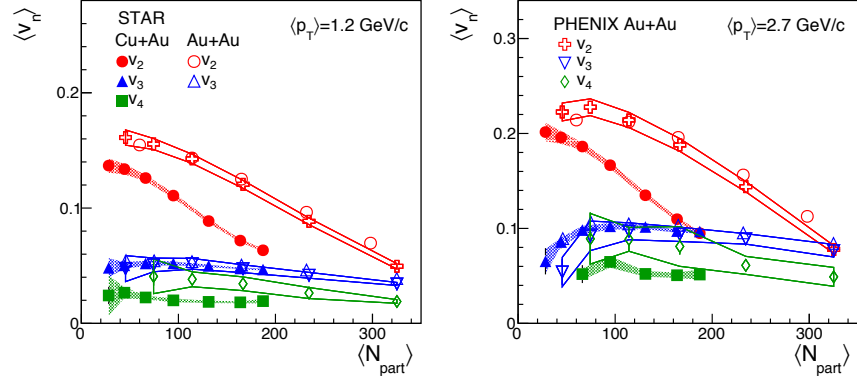 ⟨v_n⟩
STAR
⟨p_T⟩=1.2 GeV/c
Cu+Au Au+Au
v_2 v_2
v_3 v_3
v_4
0.2
0.1
0
0 100 200 300
⟨N_part⟩
⟨v_n⟩
PHENIX Au+Au ⟨p_T⟩=2.7 GeV/c
v_2
v_3
v_4
0.3
0.2
0.1
0
0 100 200 300
⟨N_part⟩